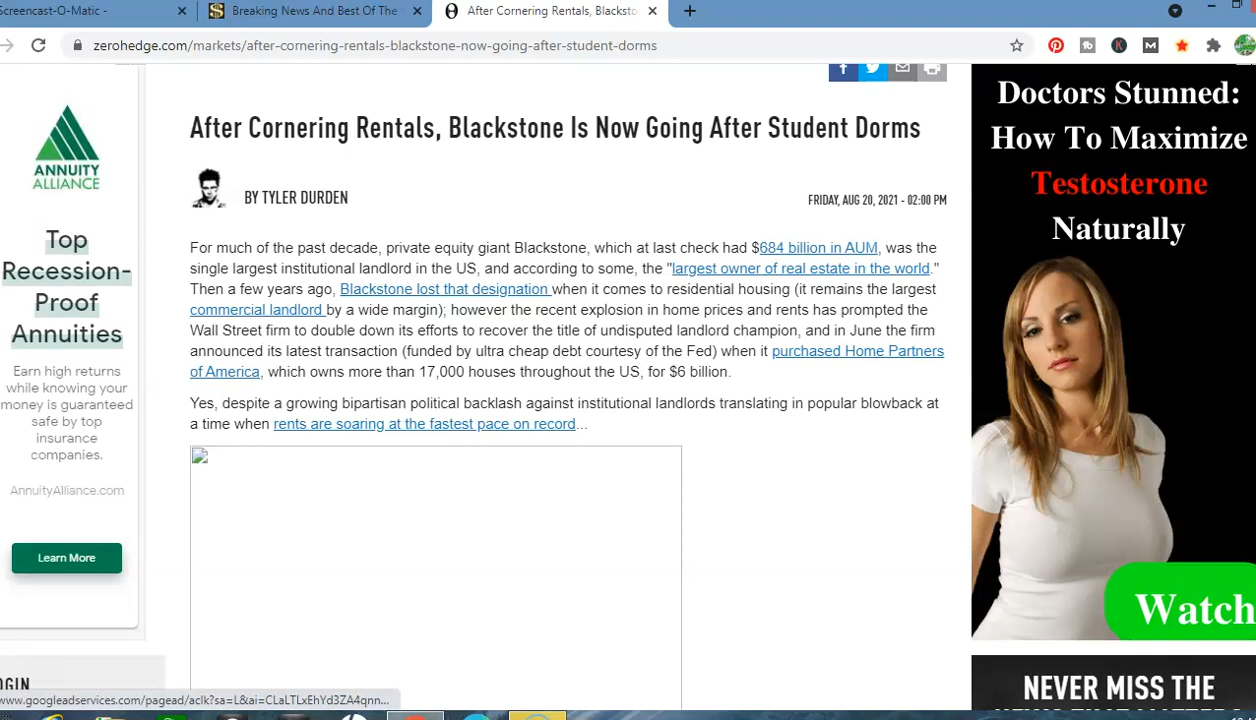 Screencast-O-Matic -
Breaking News And Best Of The
After Cornering Rentals, Blacksto
zerohedge.com/markets/after-cornering-rentals-blackstone-now-going-after-student-dorms
After Cornering Rentals, Blackstone Is Now Going After Student Dorms
BY TYLER DURDEN
FRIDAY, AUG 20, 2021 - 02:00 PM
For much of the past decade, private equity giant Blackstone, which at last check had $684 billion in AUM, was the
single largest institutional landlord in the US, and according to some, the "largest owner of real estate in the world."
Then a few years ago, Blackstone lost that designation when it comes to residential housing (it remains the largest
commercial landlord by a wide margin); however the recent explosion in home prices and rents has prompted the
Wall Street firm to double down its efforts to recover the title of undisputed landlord champion, and in June the firm
announced its latest transaction (funded by ultra cheap debt courtesy of the Fed) when it purchased Home Partners
of America, which owns more than 17,000 houses throughout the US, for $6 billion.
Yes, despite a growing bipartisan political backlash against institutional landlords translating in popular blowback at
a time when rents are soaring at the fastest pace on record...
ANNUITY
ALLIANCE
Top
Recession-
Proof
Annuities
Earn high returns
while knowing your
money is guaranteed
safe by top
insurance
companies.
AnnuityAlliance.com
Learn More
OGIN
www.googleadservices.com/pagead/aclk?sa=L&ai=CLaLTLxEhYd3ZA4qnn...
Doctors Stunned:
How To Maximize
Testosterone
Naturally
Watch
NEVER MISS THE